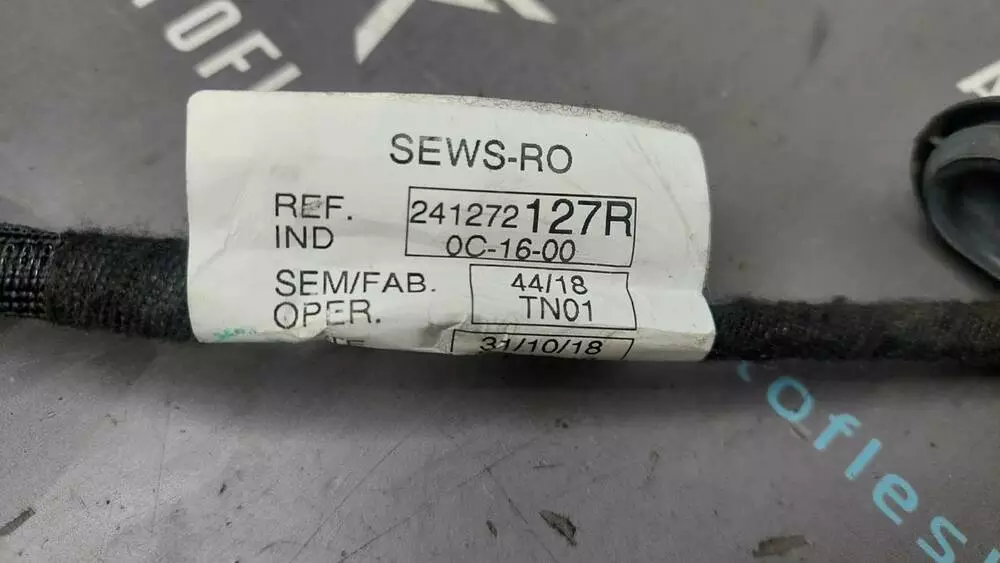 SEWS-RO
REF. 241272127R
IND 0C-16-00
SEM/FAB. 44/18
OPER. TN01
31/10/18